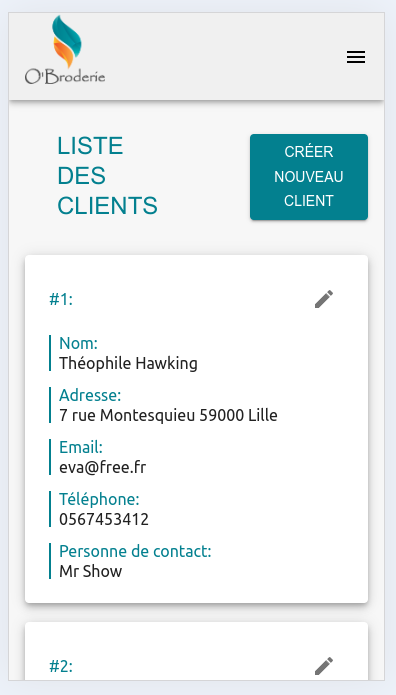 O'Broderie
LISTE
DES
CLIENTS
CRÉER
NOUVEAU
CLIENT
#1:
Nom:
Théophile Hawking
Adresse:
7 rue Montesquieu 59000 Lille
Email:
eva@free.fr
Téléphone:
0567453412
Personne de contact:
Mr Show
#2: